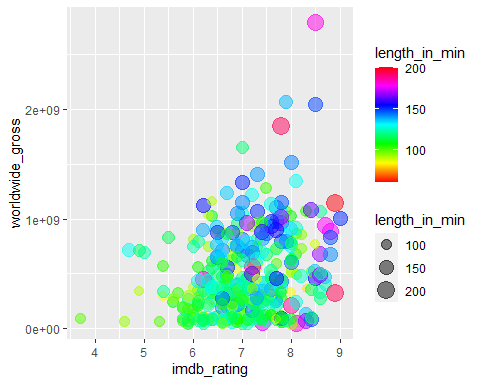 worldwide_gross
2e+09
1e+09
0e+00
4 5 6 7 8 9
imdb_rating
length_in_min
200
150
100
length_in_min
100
150
200